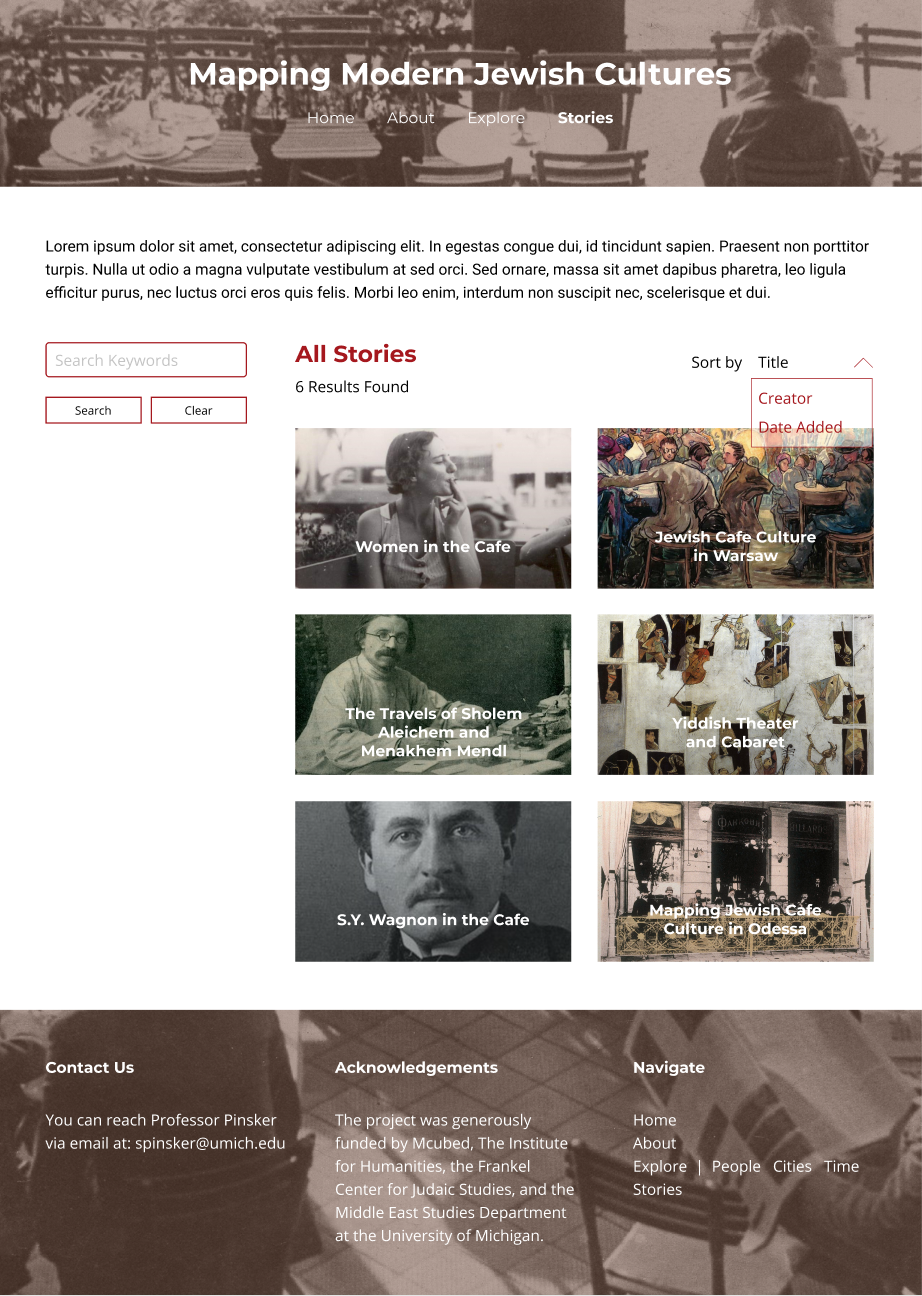 Mapping Modern Jewish Cultures
Home About Explore Stories
Lorem ipsum dolor sit amet, consectetur adipiscing elit. In egestas congue dui, id tincidunt sapien. Praesent non porttitor
turpis. Nulla ut odio a magna vulputate vestibulum at sed orci. Sed ornare, massa sit amet dapibus pharetra, leo ligula
efficitur purus, nec luctus orci eros quis felis. Morbi leo enim, interdum non suscipit nec, scelerisque et dui.
Search Keywords
Search Clear
All Stories
6 Results Found
Sort by Title
Creator
Date Added
Women in the Cafe
Jewish Cafe Culture
in Warsaw
The Travels of Sholem
Aleichem and
Menakhem Mendl
Yiddish Theater
and Cabaret
S.Y. Wagnon in the Cafe
Mapping Jewish Cafe
Culture in Odessa
Contact Us
You can reach Professor Pinsker
via email at: spinsker@umich.edu
Acknowledgements
The project was generously
funded by Mcubed, The Institute
for Humanities, the Frankel
Center for Judaic Studies, and the
Middle East Studies Department
at the University of Michigan.
Navigate
Home
About
Explore | People Cities Time
Stories